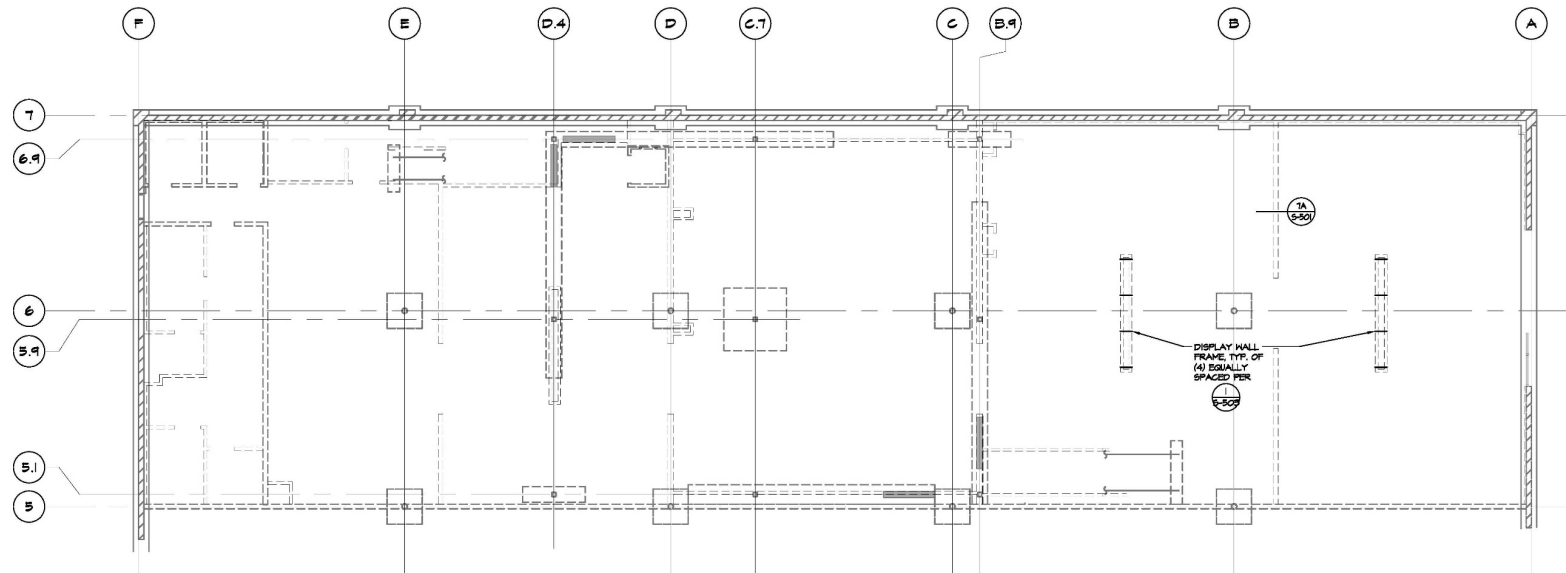 F
E
D.4
D
C.7
C
B.9
B
A
7
6.9
7A
S-501
6
5.9
DISPLAY WALL
FRAME, TYP. OF
(4) EQUALLY
SPACED PER
1
S-503
5.1
5